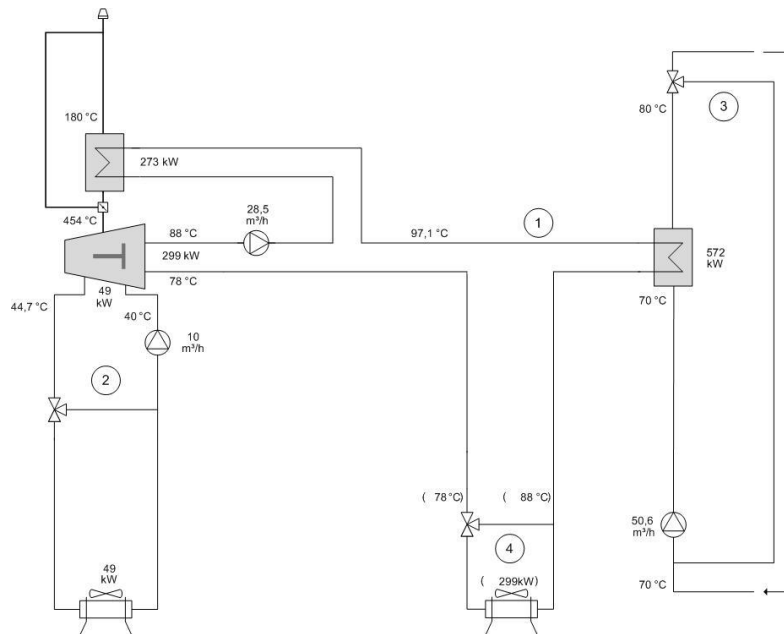 180 °C
273 kW
3
80 °C
454 °C
88 °C
28,5
m³/h
299 kW
78 °C
97,1 °C
1
572
kW
70 °C
49
kW
44,7 °C
40 °C
10
m³/h
2
( 78 °C)
( 88 °C)
50,6
m³/h
4
49
kW
( 299kW)
70 °C